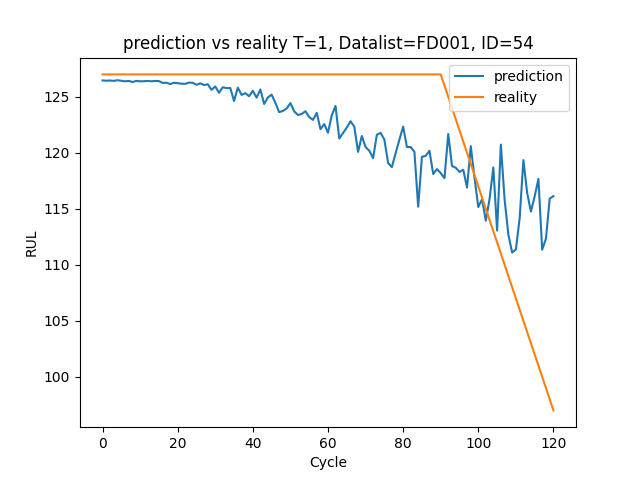 prediction vs reality T=1, Datalist=FD001, ID=54
prediction
reality
RUL
125
120
115
110
105
100
0 20 40 60 80 100 120
Cycle